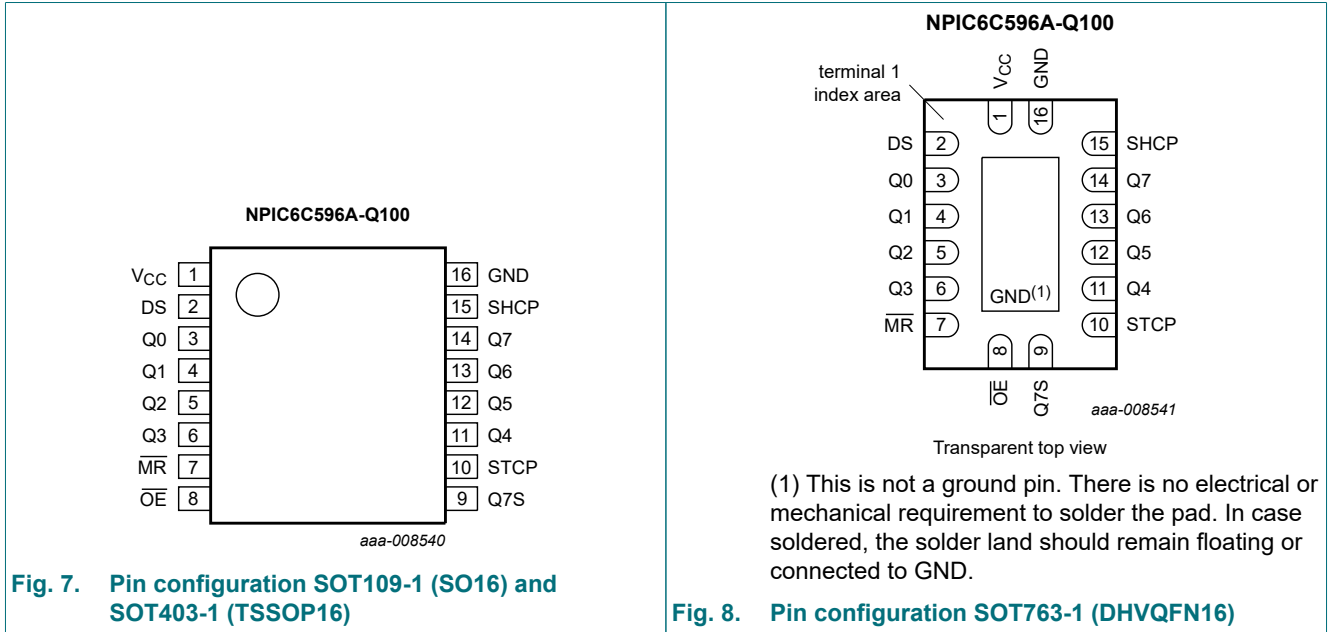 NPIC6C596A-Q100
VCC 1
DS 2
Q0 3
Q1 4
Q2 5
Q3 6
MR 7
OE 8
16 GND
15 SHCP
14 Q7
13 Q6
12 Q5
11 Q4
10 STCP
9 Q7S
aaa-008540
Fig. 7. Pin configuration SOT109-1 (SO16) and
SOT403-1 (TSSOP16)
NPIC6C596A-Q100
terminal 1
index area
VCC
GND
1
16
DS 2
Q0 3
Q1 4
Q2 5
Q3 6
MR 7
15 SHCP
14 Q7
13 Q6
12 Q5
11 Q4
10 STCP
GND(1)
8
9
OE
Q7S
aaa-008541
Transparent top view
(1) This is not a ground pin. There is no electrical or
mechanical requirement to solder the pad. In case
soldered, the solder land should remain floating or
connected to GND.
Fig. 8. Pin configuration SOT763-1 (DHVQFN16)